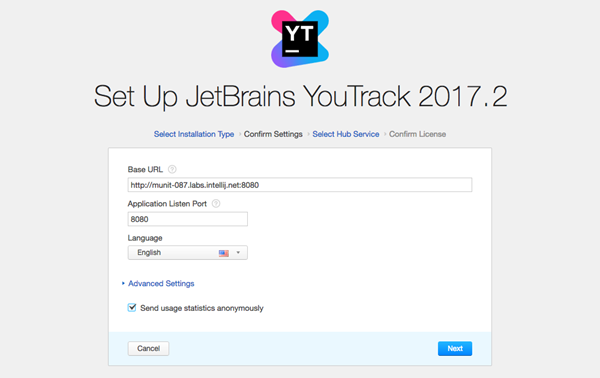 YT
Set Up JetBrains YouTrack 2017.2
Select Installation Type › Confirm Settings › Select Hub Service › Confirm License
Base URL ?
http://munit-087.labs.intellij.net:8080
Application Listen Port ?
8080
Language
English
Advanced Settings
Send usage statistics anonymously
Cancel Next